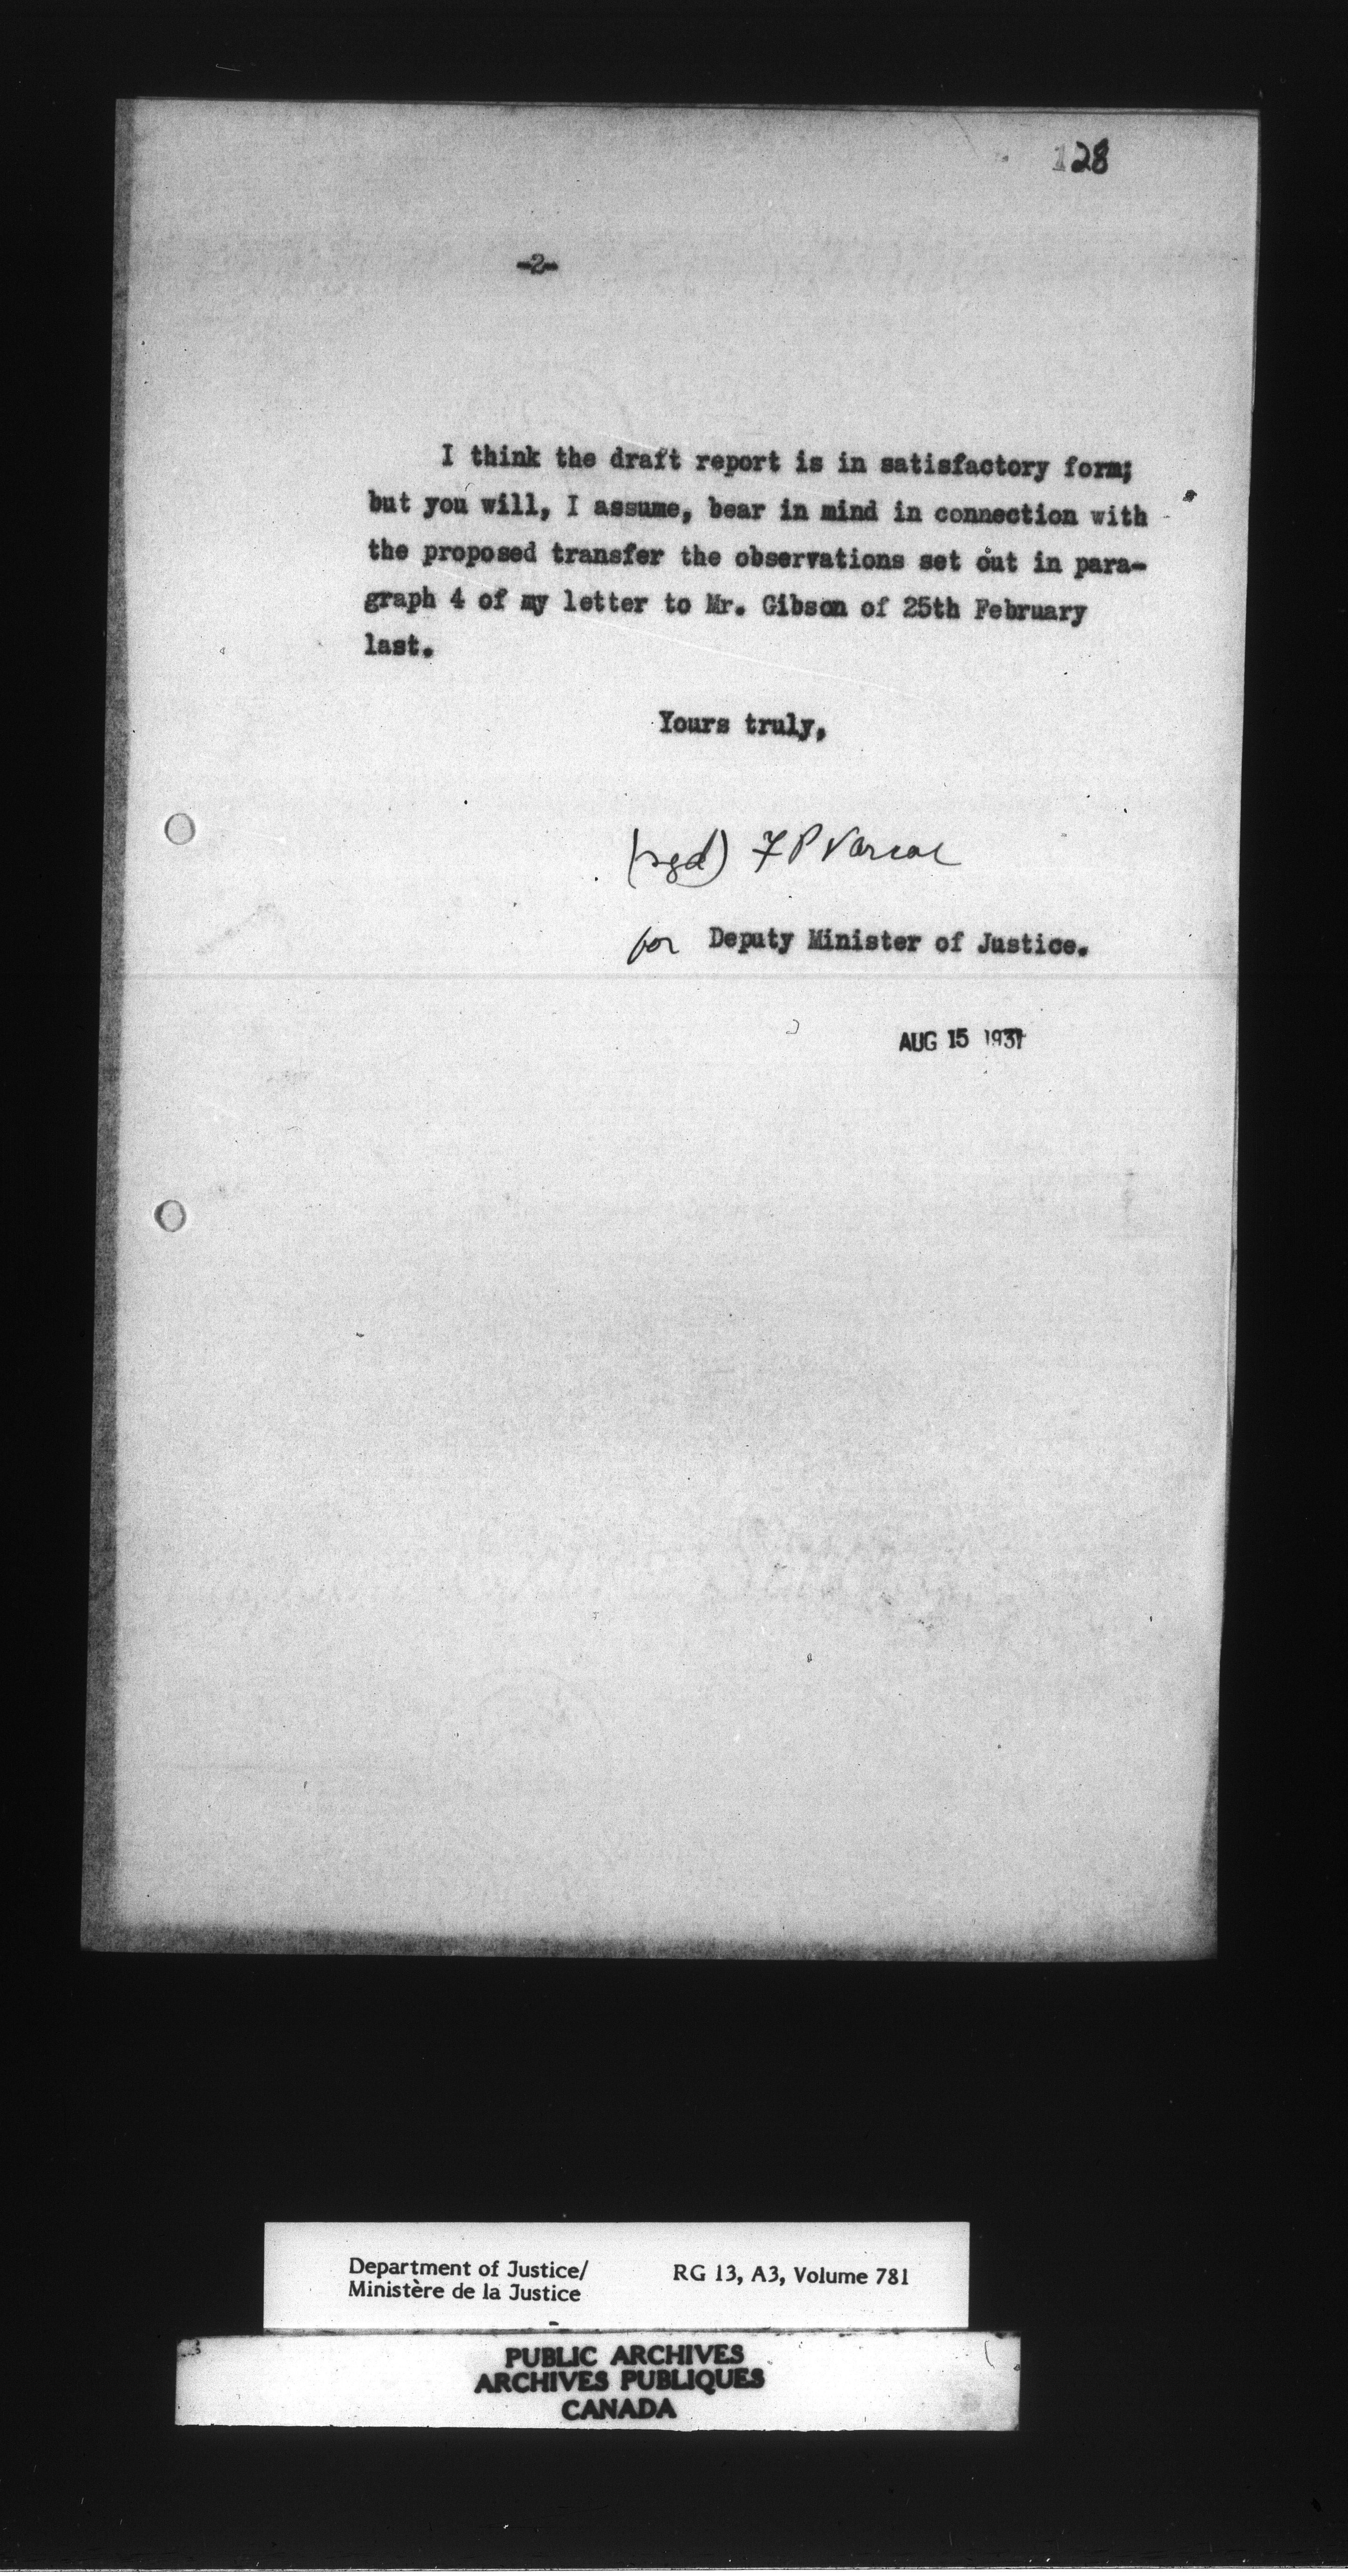 128
-2-
I think the draft report is in satisfactory form;
but you will, I assume, bear in mind in connection with
the proposed transfer the observations set out in para-
graph 4 of my letter to Mr. Gibson of 25th February
last.
Yours truly,
(sgd) F P Varcoe
for Deputy Minister of Justice.
AUG 15 1931
Department of Justice/ RG 13, A3, Volume 781
Ministère de la Justice
PUBLIC ARCHIVES
ARCHIVES PUBLIQUES
CANADA